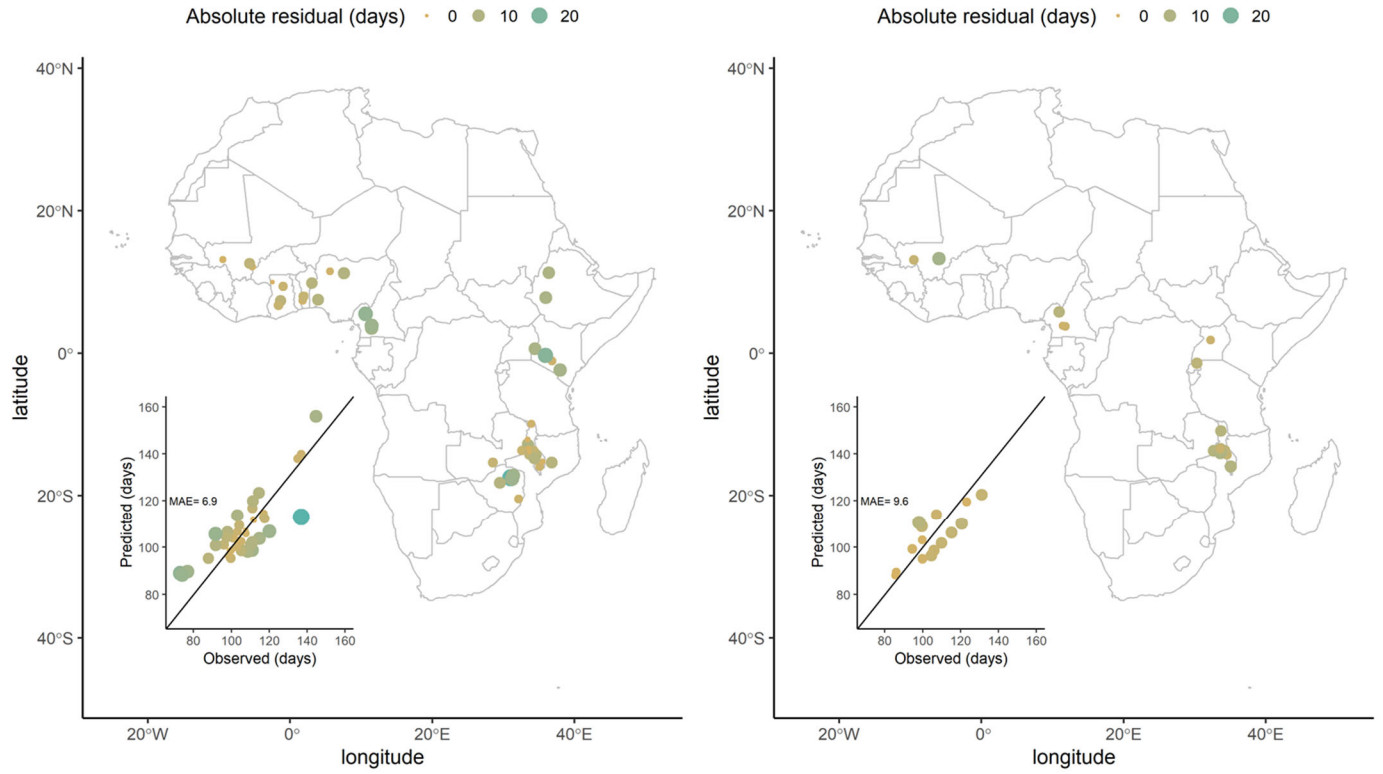 Absolute residual (days) 0 10 20
40°N
20°N
0°
20°S
40°S
latitude
20°W 0° 20°E 40°E
longitude
160
140
120
100
80
Predicted (days)
MAE= 6.9
80 100 120 140 160
Observed (days)
Absolute residual (days) 0 10 20
40°N
20°N
0°
20°S
40°S
latitude
20°W 0° 20°E 40°E
longitude
160
140
120
100
80
Predicted (days)
MAE= 9.6
80 100 120 140 160
Observed (days)